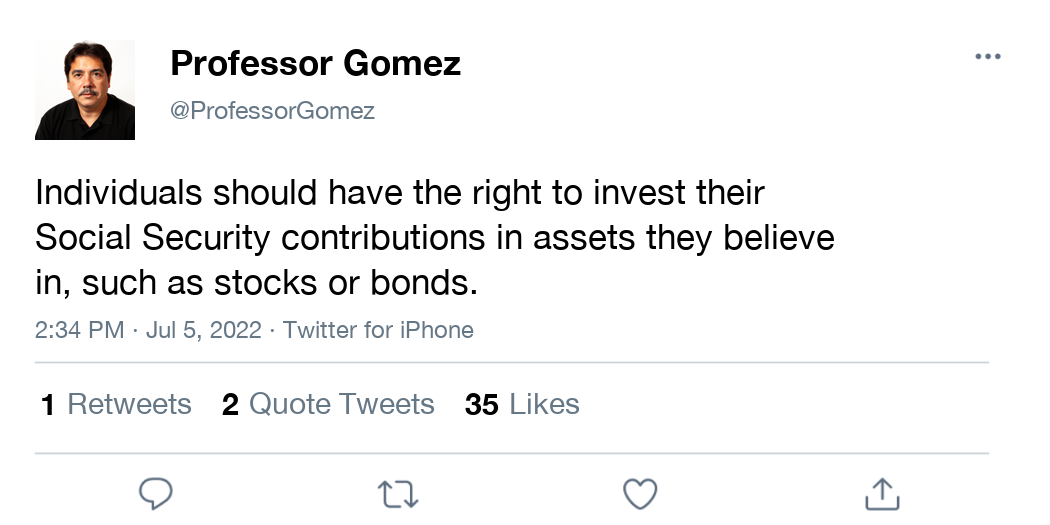 Professor Gomez
@ProfessorGomez
Individuals should have the right to invest their
Social Security contributions in assets they believe
in, such as stocks or bonds.
2:34 PM · Jul 5, 2022 · Twitter for iPhone
1 Retweets 2 Quote Tweets 35 Likes